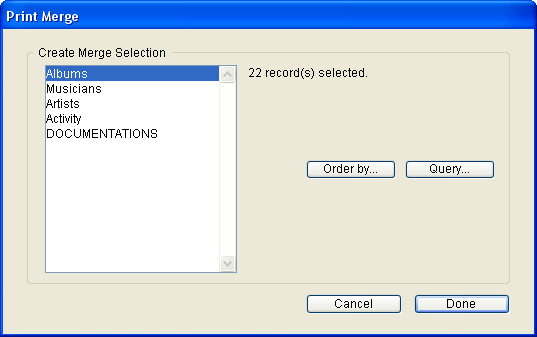 Print Merge
Create Merge Selection
Albums
22 record(s) selected.
Musicians
Artists
Activity
DOCUMENTATIONS
Order by...
Query...
Cancel
Done